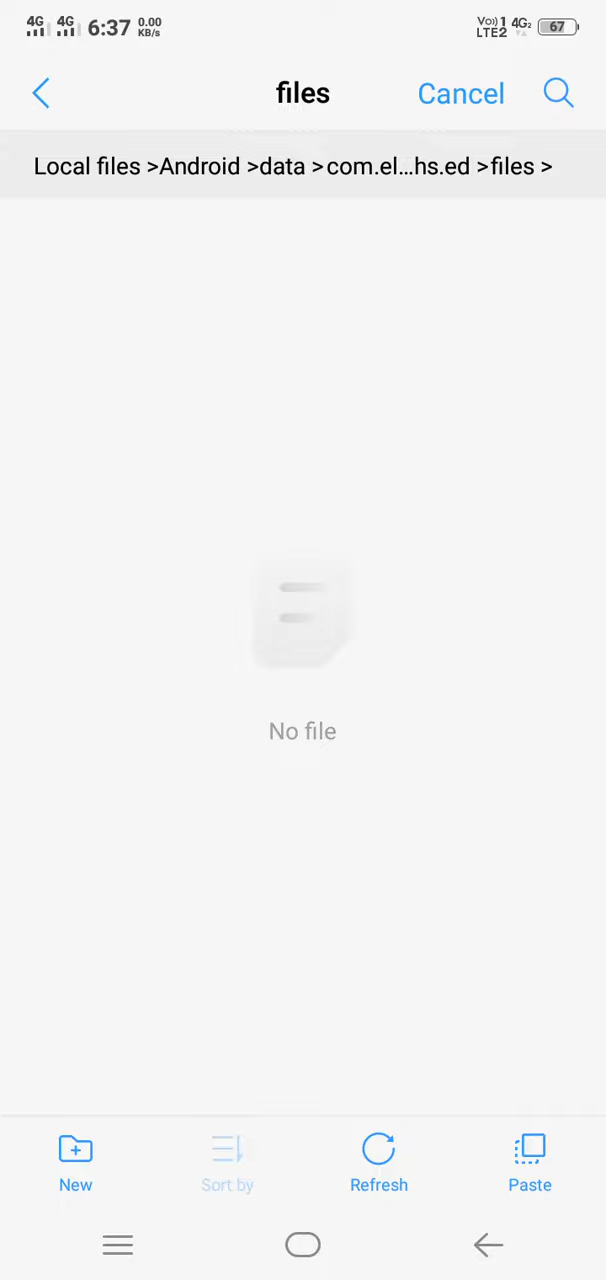 4G 4G 6:37 0.00 KB/s Vo) 1 LTE2 4G2 67
files Cancel
Local files >Android >data >com.el...hs.ed >files >
No file
New Sort by Refresh Paste